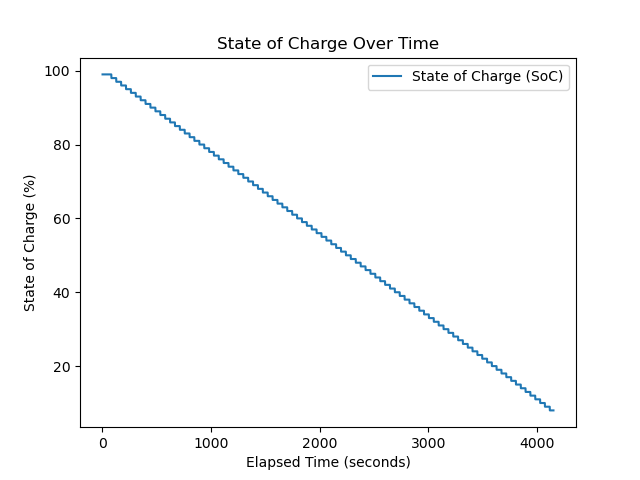 State of Charge Over Time
State of Charge (SoC)
100
80
60
40
20
State of Charge (%)
0 1000 2000 3000 4000
Elapsed Time (seconds)